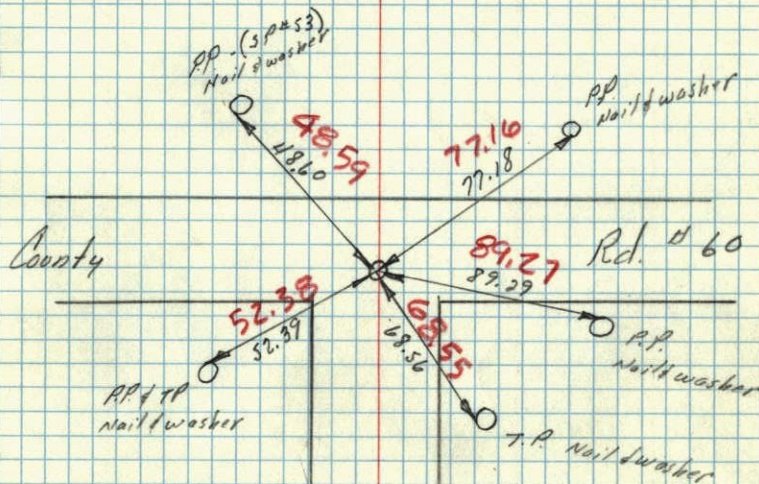 P.P. - (SP#53)
Nail & washer
48.59
48.60
P.P.
Nail & washer
77.16
77.18
County Rd. # 60
89.27
89.29
P.P.
Nail & washer
52.38
52.39
P.P. & TP
Nail & washer
68.55
68.56
T.P. Nail & washer